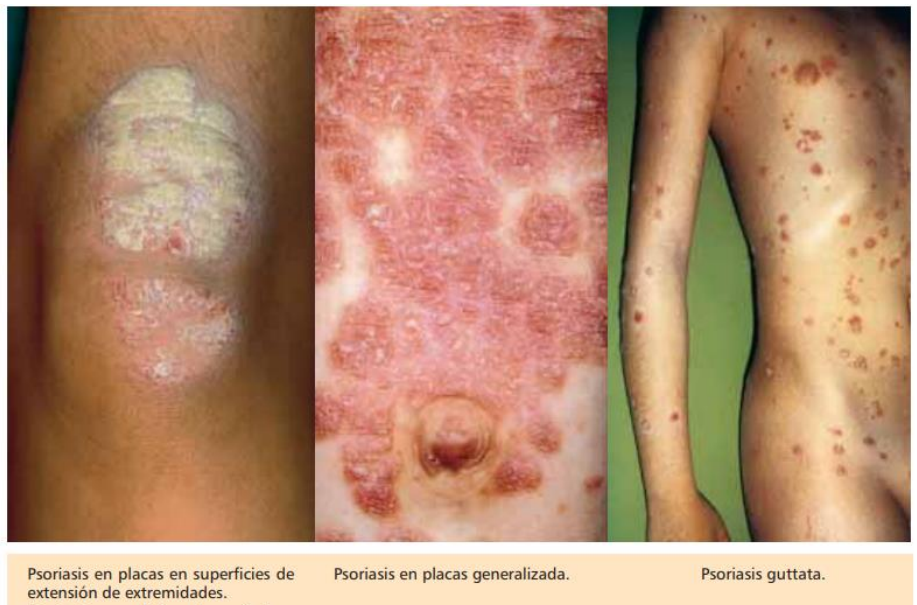 Psoriasis en placas en superficies de
extensión de extremidades.
Psoriasis en placas generalizada.
Psoriasis guttata.